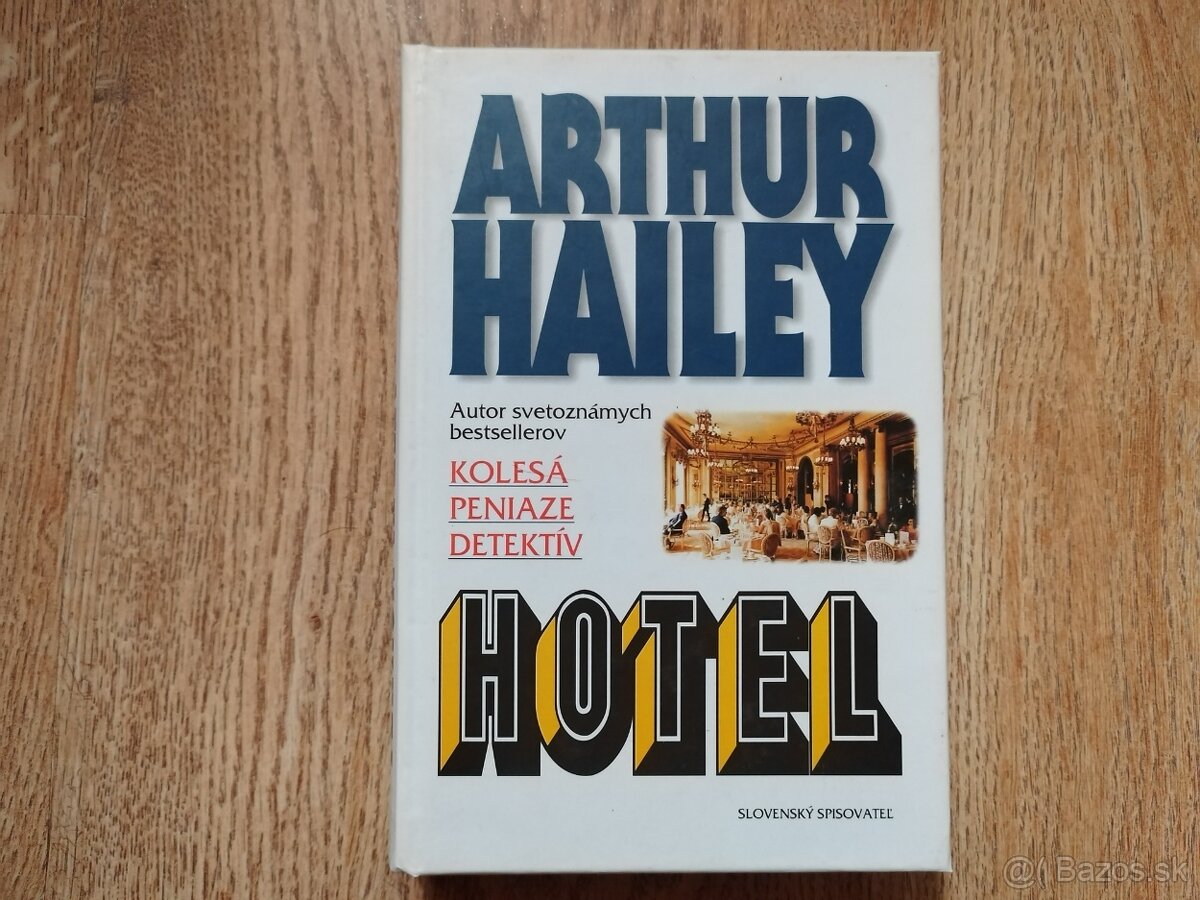 ARTHUR
HAILEY
Autor svetoznámych
bestsellerov
KOLESÁ
PENIAZE
DETEKTÍV
HOTEL
SLOVENSKÝ SPISOVATEĽ
@( Bazos.sk